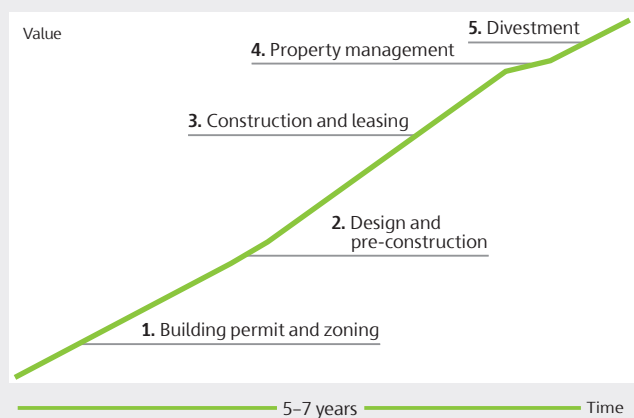 Value
5. Divestment
4. Property management
3. Construction and leasing
2. Design and
pre-construction
1. Building permit and zoning
5–7 years
Time